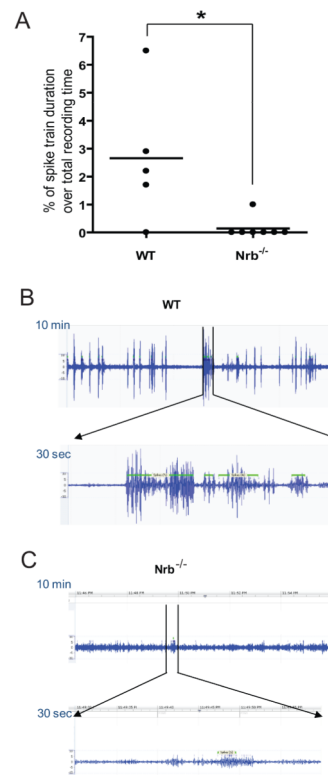 A
*
% of spike train duration
over total recording time
7
6
5
4
3
2
1
0
WT
Nrb-/-
B
WT
10 min
30 sec
C
Nrb-/-
10 min
30 sec